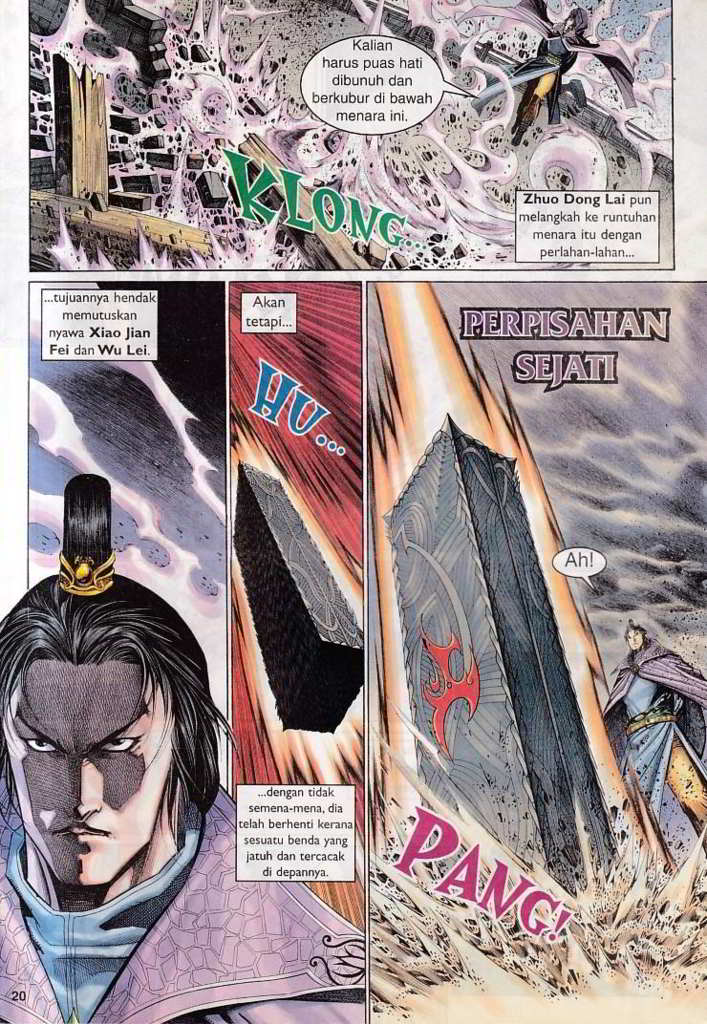 Kalian
harus puas hati
dibunuh dan
berkubur di bawah
menara ini.
KLONG...
Zhuo Dong Lai pun
melangkah ke runtuhan
menara itu dengan
perlahan-lahan...
...tujuannya hendak
memutuskan
nyawa Xiao Jian
Fei dan Wu Lei.
Akan
tetapi...
HU...
...dengan tidak
semena-mena, dia
telah berhenti kerana
sesuatu benda yang
jatuh dan tercacak
di depannya.
PERPISAHAN
SEJATI
Ah!
PANG!
20